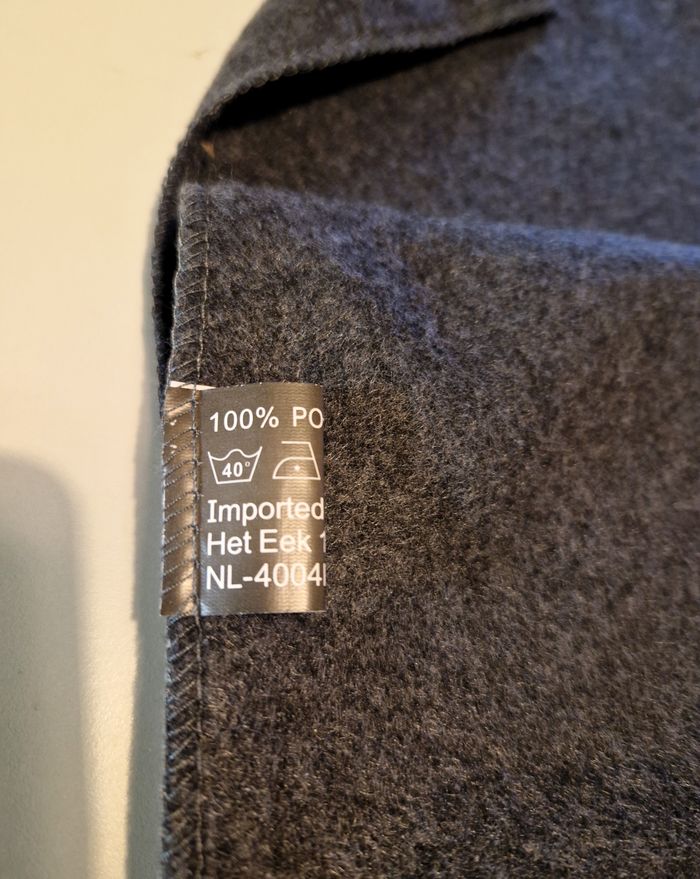 100% PO
40°
Imported
Het Eek 1
NL-4004